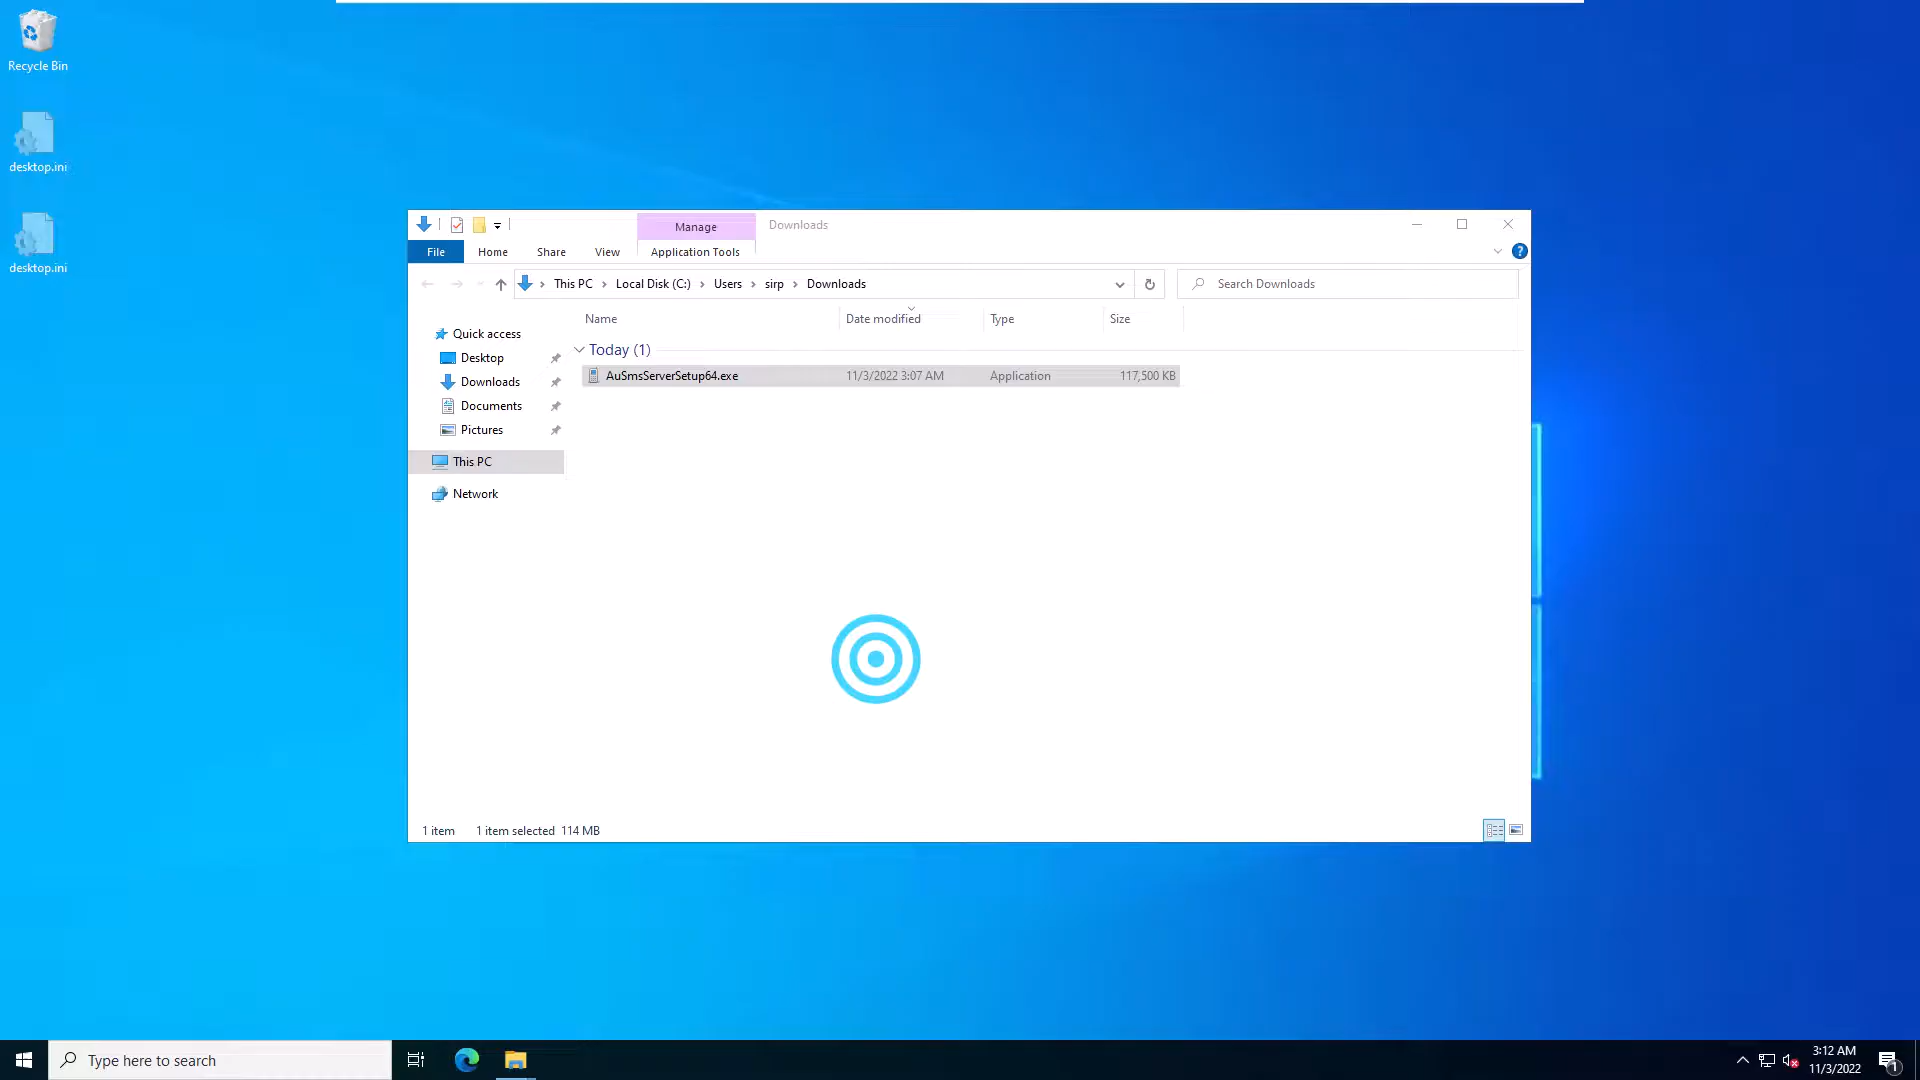 Recycle Bin
desktop.ini
desktop.ini
Manage
Downloads
File
Home
Share
View
Application Tools
This PC
Local Disk (C:)
Users
sirp
Downloads
Search Downloads
Name
Date modified
Type
Size
Quick access
Desktop
Downloads
Documents
Pictures
This PC
Network
Today (1)
AuSmsServerSetup64.exe
11/3/2022 3:07 AM
Application
117,500 KB
1 item
1 item selected 114 MB
Type here to search
3:12 AM
11/3/2022
1